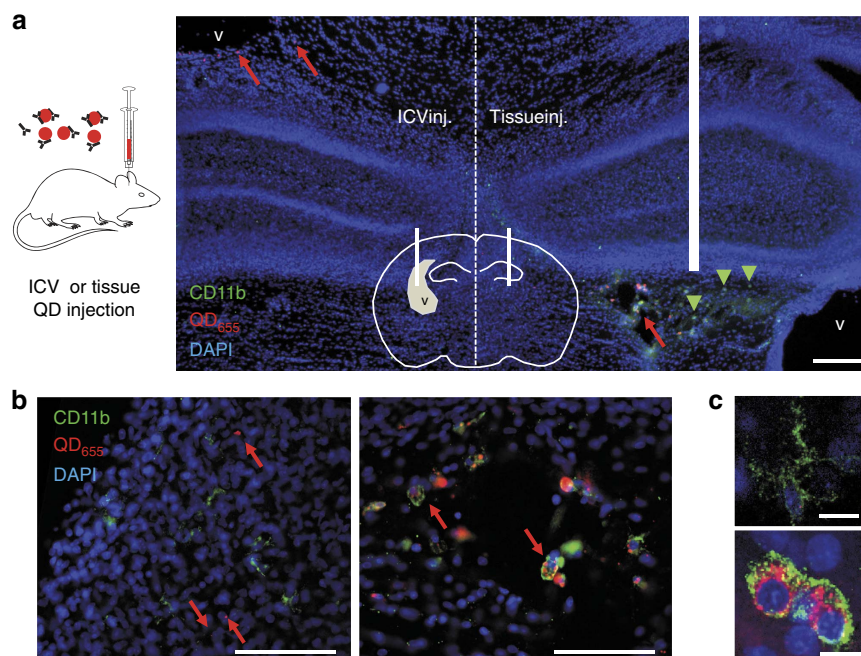 a
v
ICVinj.
Tissueinj.
ICV or tissue
QD injection
CD11b
QD655
DAPI
v
v
b
CD11b
QD655
DAPI
c